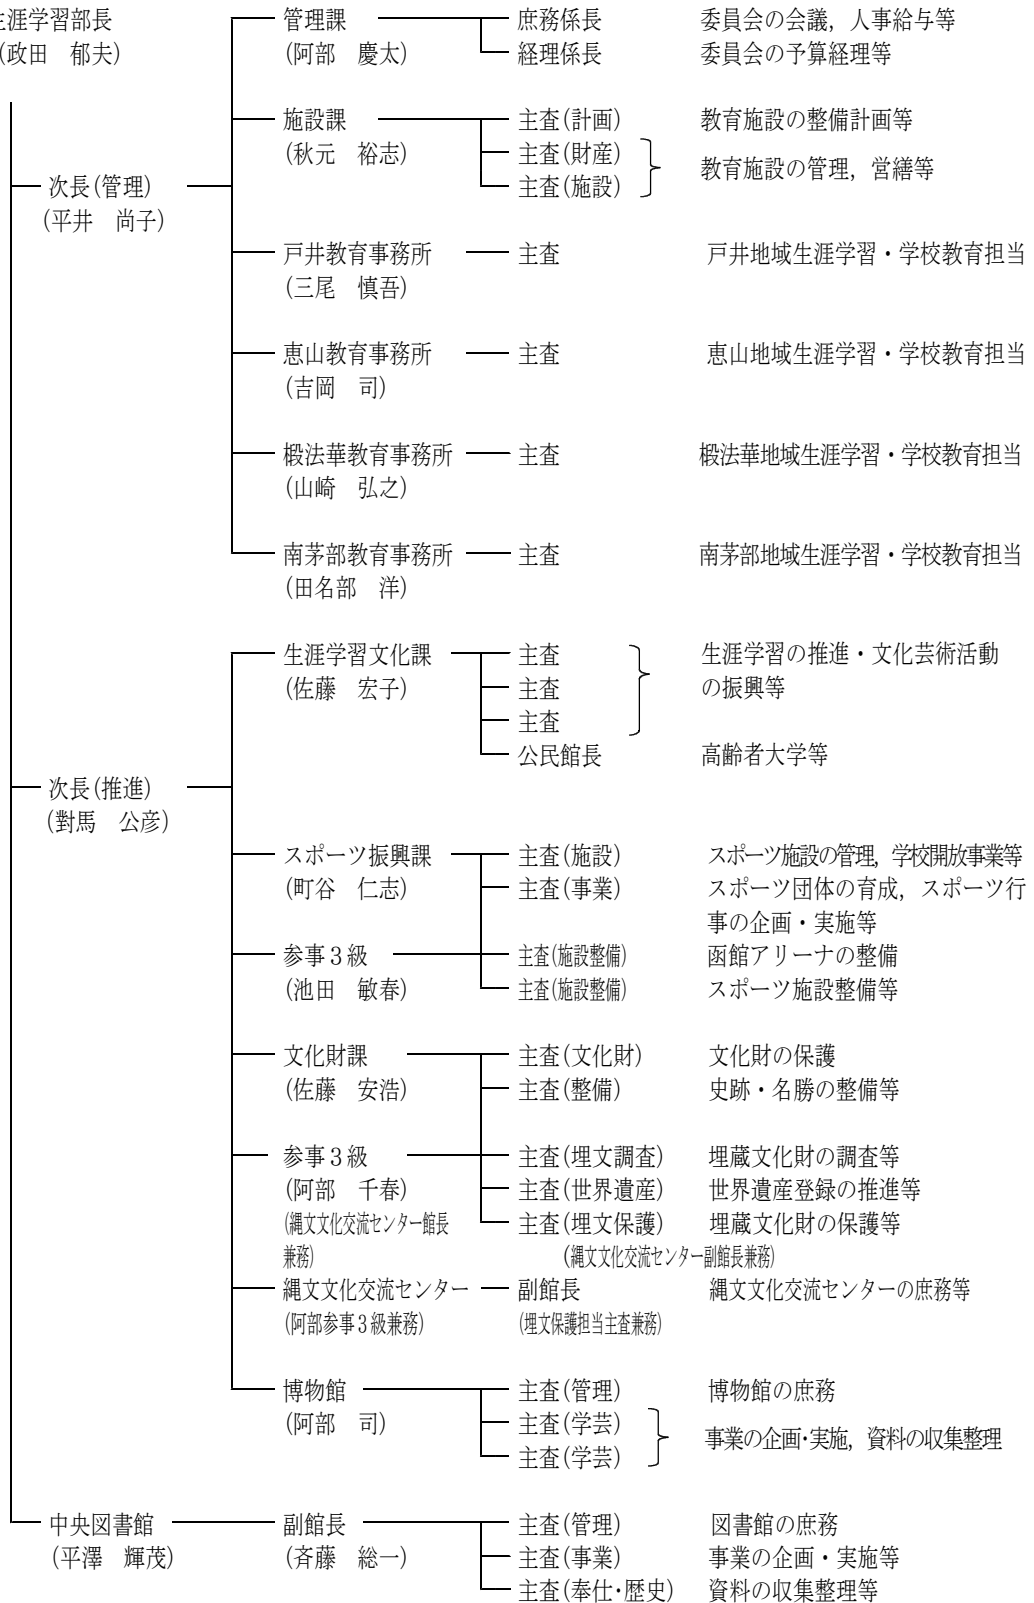 生涯学習部長 管理課 庶務係長 委員会の会議，人事給与等
(政田　郁夫) (阿部　慶太) 経理係長 委員会の予算経理等
施設課 主査(計画) 教育施設の整備計画等
(秋元　裕志) 主査(財産)
教育施設の管理，営繕等
次長(管理) 主査(施設)
(平井　尚子)
戸井教育事務所 主査 戸井地域生涯学習・学校教育担当
(三尾　慎吾)
恵山教育事務所 主査 恵山地域生涯学習・学校教育担当
(吉岡　司)
椴法華教育事務所 主査 椴法華地域生涯学習・学校教育担当
(山崎　弘之)
南茅部教育事務所 主査 南茅部地域生涯学習・学校教育担当
(田名部　洋)
生涯学習文化課 主査 生涯学習の推進・文化芸術活動
(佐藤　宏子) 主査 の振興等
主査
公民館長 高齢者大学等
次長(推進)
(對馬　公彦)
スポーツ振興課 主査(施設) スポーツ施設の管理，学校開放事業等
(町谷　仁志) 主査(事業) スポーツ団体の育成，スポーツ行
事の企画・実施等
参事３級 主査(施設整備) 函館アリーナの整備
(池田　敏春) 主査(施設整備) スポーツ施設整備等
文化財課 主査(文化財) 文化財の保護
(佐藤　安浩) 主査(整備) 史跡・名勝の整備等
参事３級 主査(埋文調査) 埋蔵文化財の調査等
(阿部　千春) 主査(世界遺産) 世界遺産登録の推進等
(縄文文化交流センター館長 主査(埋文保護) 埋蔵文化財の保護等
兼務) (縄文文化交流センター副館長兼務)
縄文文化交流センター 副館長 縄文文化交流センターの庶務等
(阿部参事３級兼務) (埋文保護担当主査兼務)
博物館 主査(管理) 博物館の庶務
(阿部　司) 主査(学芸)
事業の企画・実施，資料の収集整理
主査(学芸)
中央図書館 副館長 主査(管理) 図書館の庶務
(平澤　輝茂) (斉藤　総一) 主査(事業) 事業の企画・実施等
主査(奉仕・歴史) 資料の収集整理等